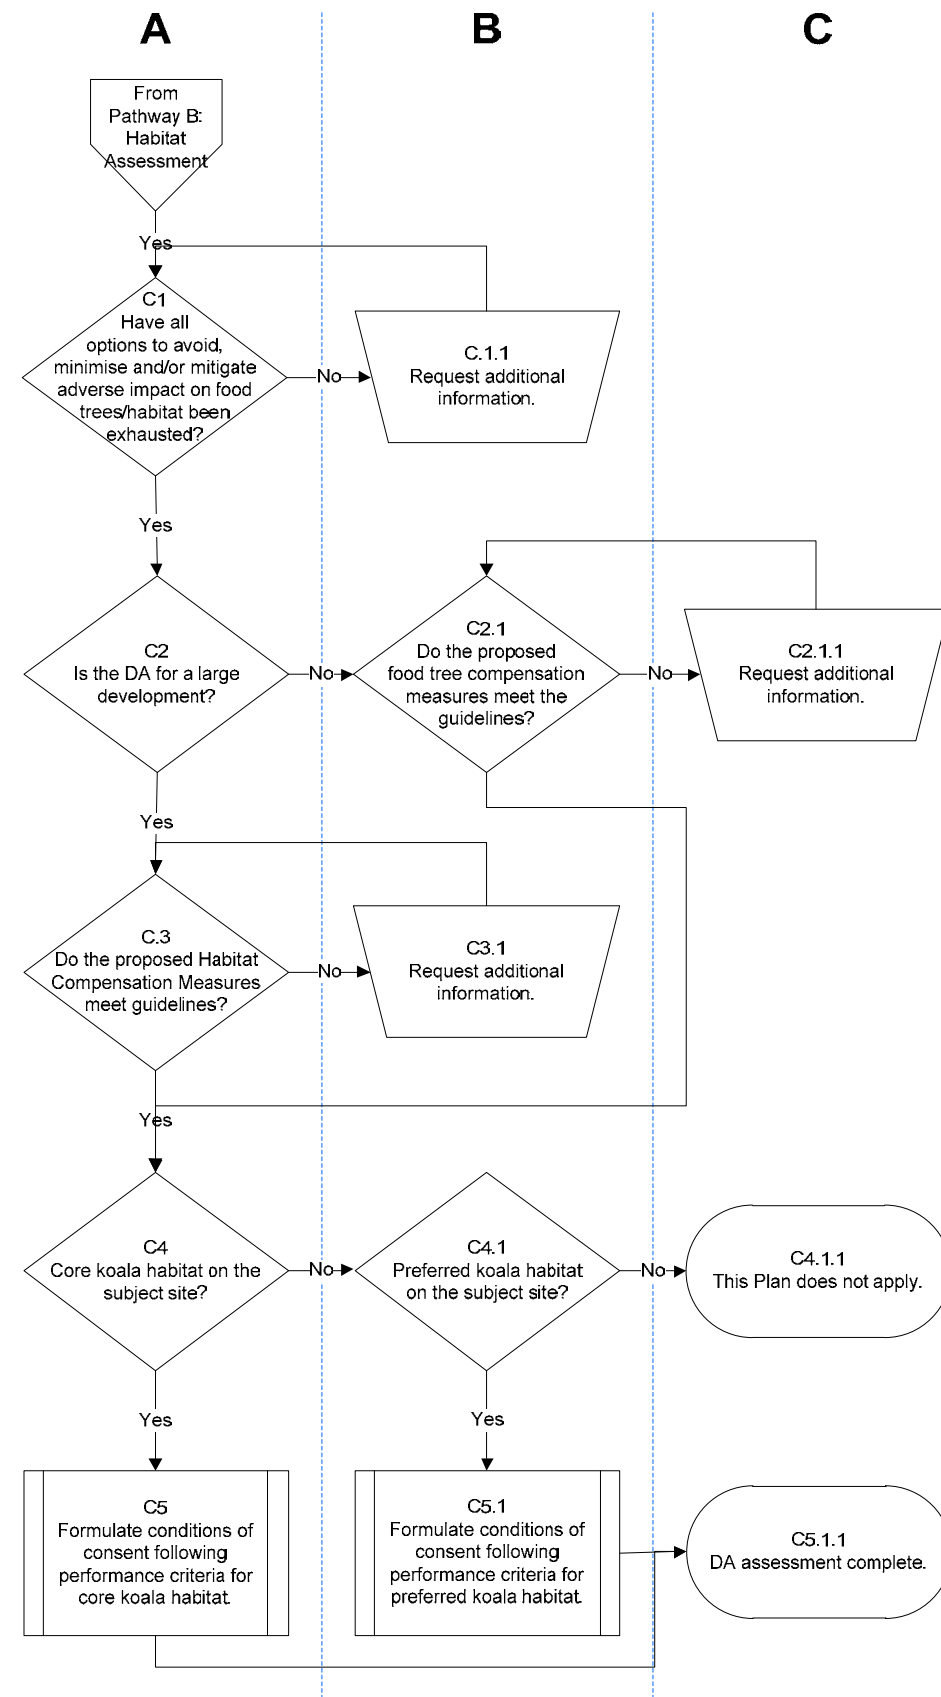 A
B
C
From
Pathway B:
Habitat
Assessment
Yes
C1
Have all
options to avoid,
minimise and/or mitigate
adverse impact on food
trees/habitat been
exhausted?
No
C.1.1
Request additional
information.
Yes
C2
Is the DA for a large
development?
No
C2.1
Do the proposed
food tree compensation
measures meet the
guidelines?
No
C2.1.1
Request additional
information.
Yes
C.3
Do the proposed Habitat
Compensation Measures
meet guidelines?
No
C3.1
Request additional
information.
Yes
C4
Core koala habitat on the
subject site?
No
C4.1
Preferred koala habitat
on the subject site?
No
C4.1.1
This Plan does not apply.
Yes
Yes
C5
Formulate conditions of
consent following
performance criteria for
core koala habitat.
C5.1
Formulate conditions of
consent following
performance criteria for
preferred koala habitat.
C5.1.1
DA assessment complete.